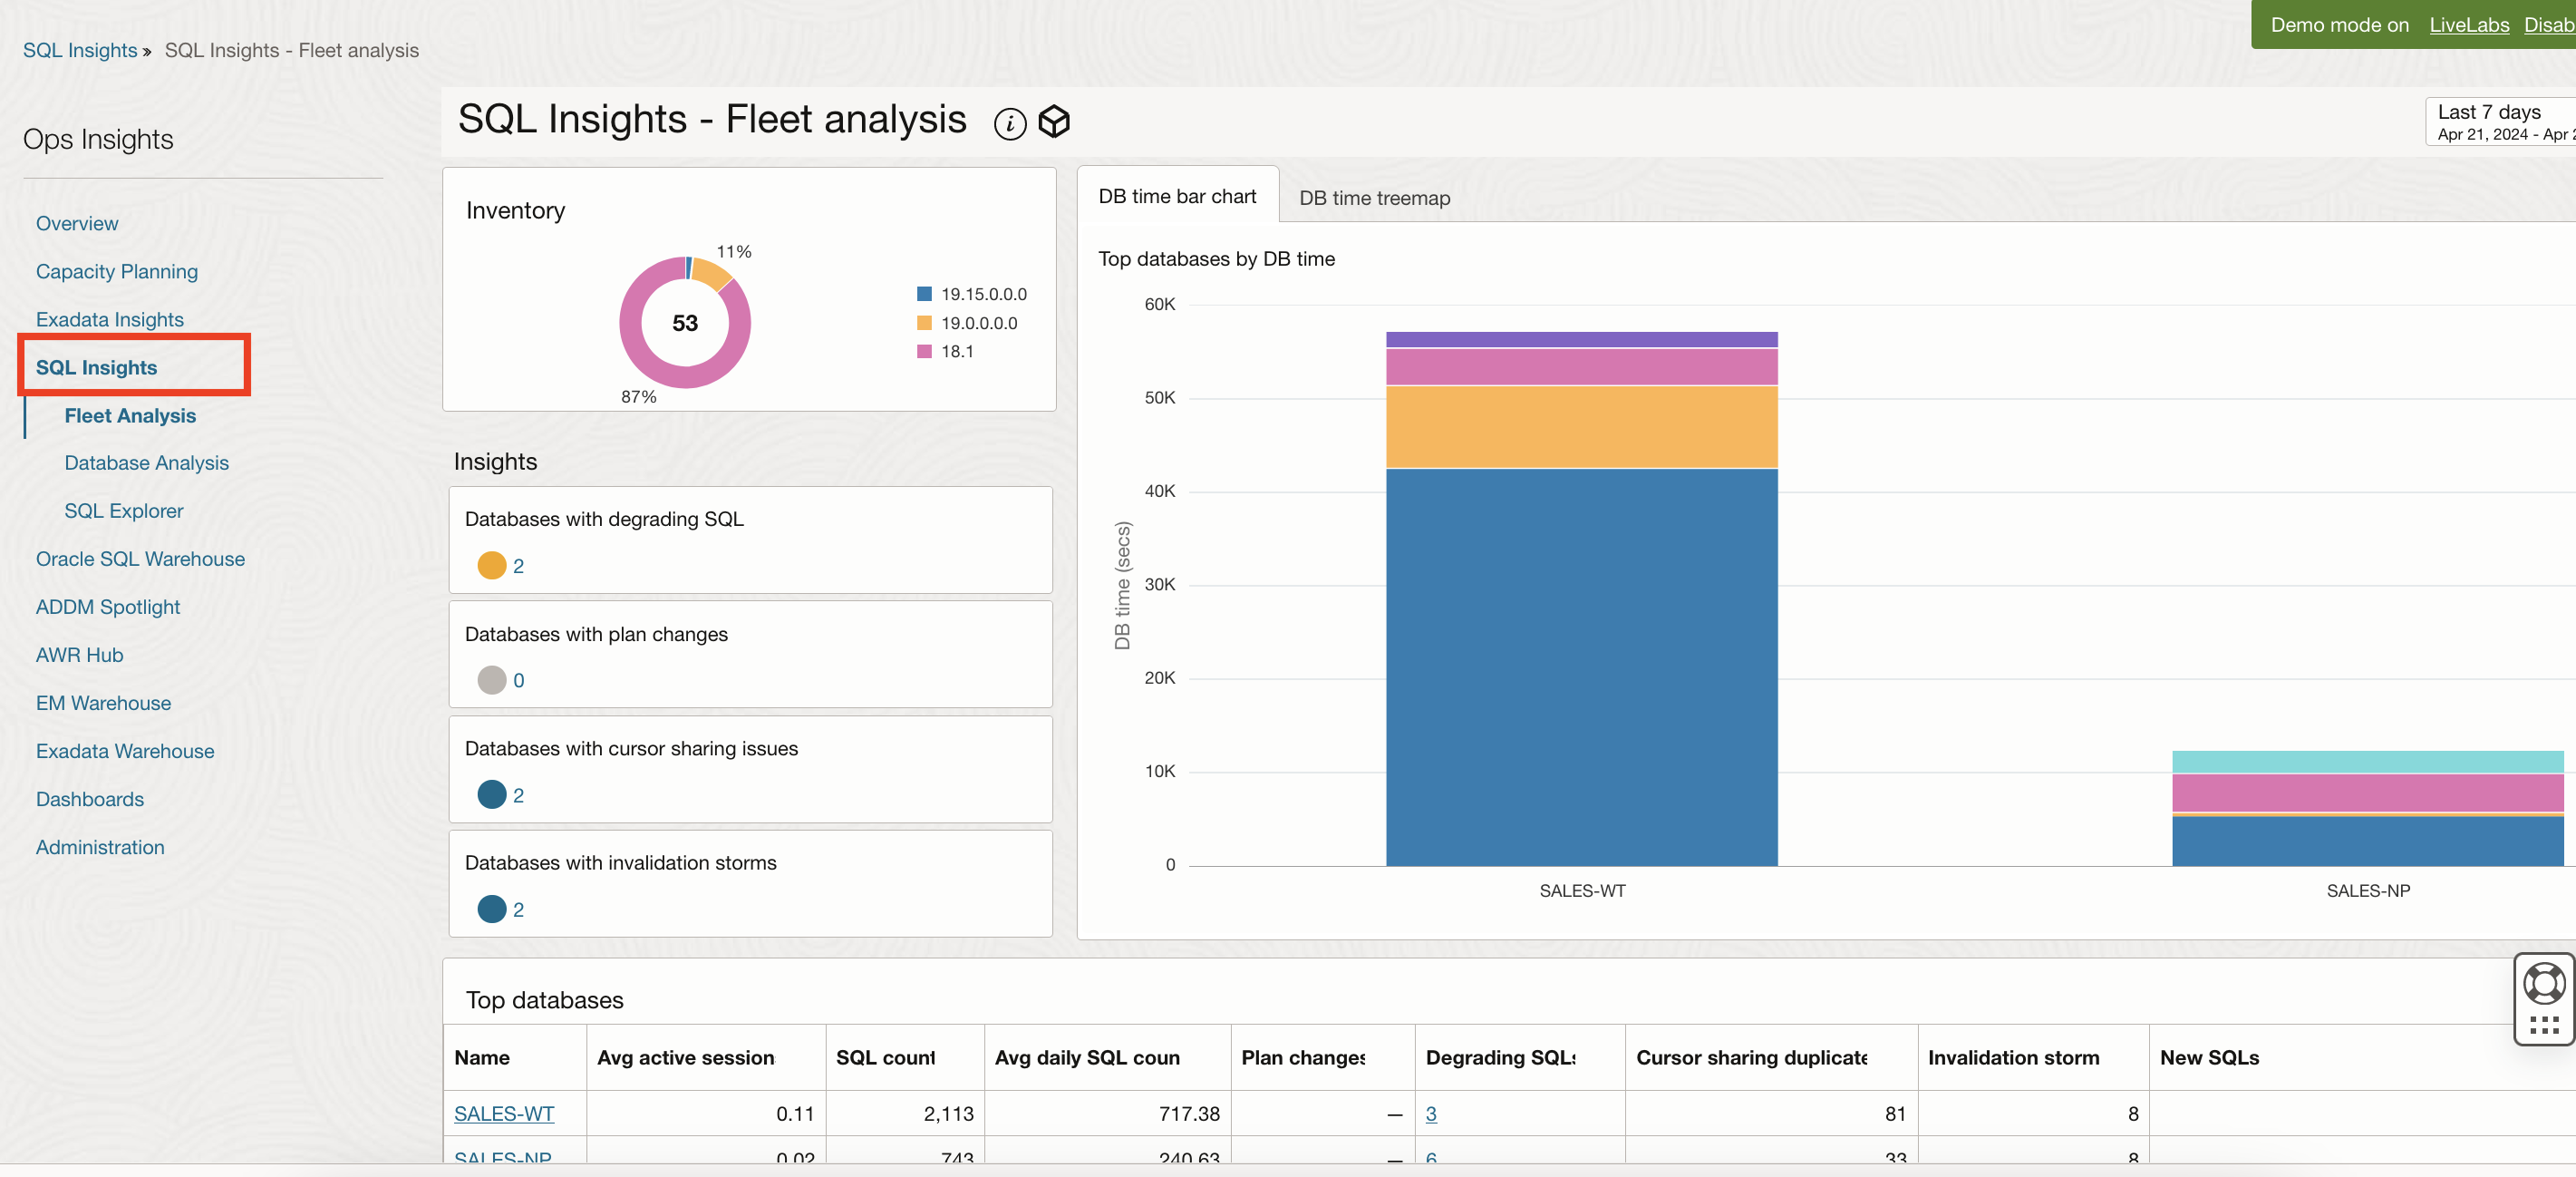 Demo mode on LiveLabs Disab
SQL Insights » SQL Insights - Fleet analysis
Ops Insights
Overview
Capacity Planning
Exadata Insights
SQL Insights
Fleet Analysis
Database Analysis
SQL Explorer
Oracle SQL Warehouse
ADDM Spotlight
AWR Hub
EM Warehouse
Exadata Warehouse
Dashboards
Administration
SQL Insights - Fleet analysis i
Last 7 days
Apr 21, 2024 - Apr 2
Inventory
11%
53
87%
19.15.0.0.0
19.0.0.0.0
18.1
Insights
Databases with degrading SQL
2
Databases with plan changes
0
Databases with cursor sharing issues
2
Databases with invalidation storms
2
DB time bar chart DB time treemap
Top databases by DB time
DB time (secs)
60K
50K
40K
30K
20K
10K
0
SALES-WT SALES-NP
Top databases
Name Avg active session SQL count Avg daily SQL coun Plan changes Degrading SQLs Cursor sharing duplicate Invalidation storm New SQLs
SALES-WT 0.11 2,113 717.38 — 3 81 8
SALES-NP 0.02 743 240.63 — 6 33 8